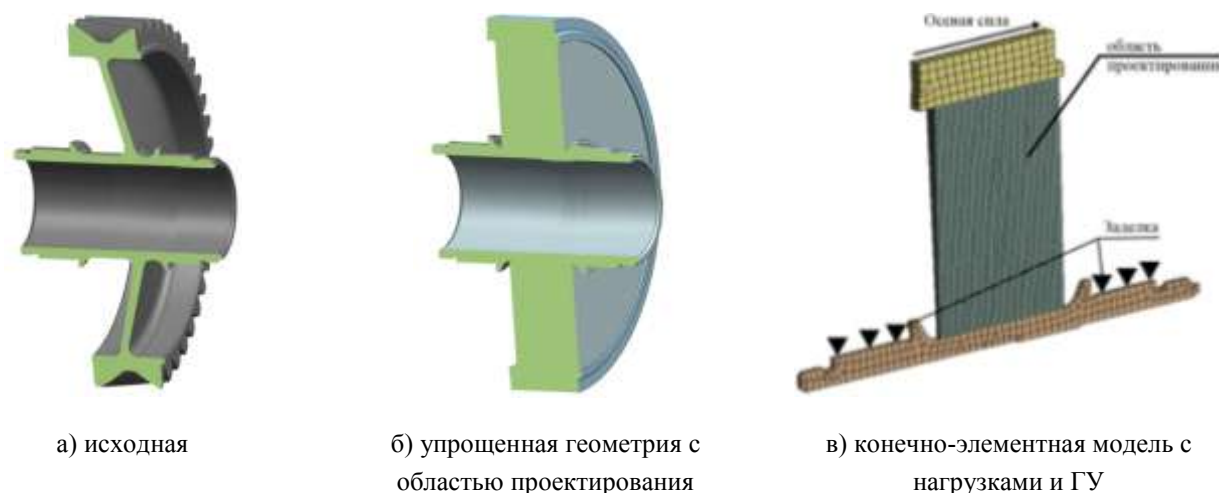 Осевая сила
область
проектирования
Заделка
а) исходная
б) упрощенная геометрия с
областью проектирования
в) конечно-элементная модель с
нагрузками и ГУ